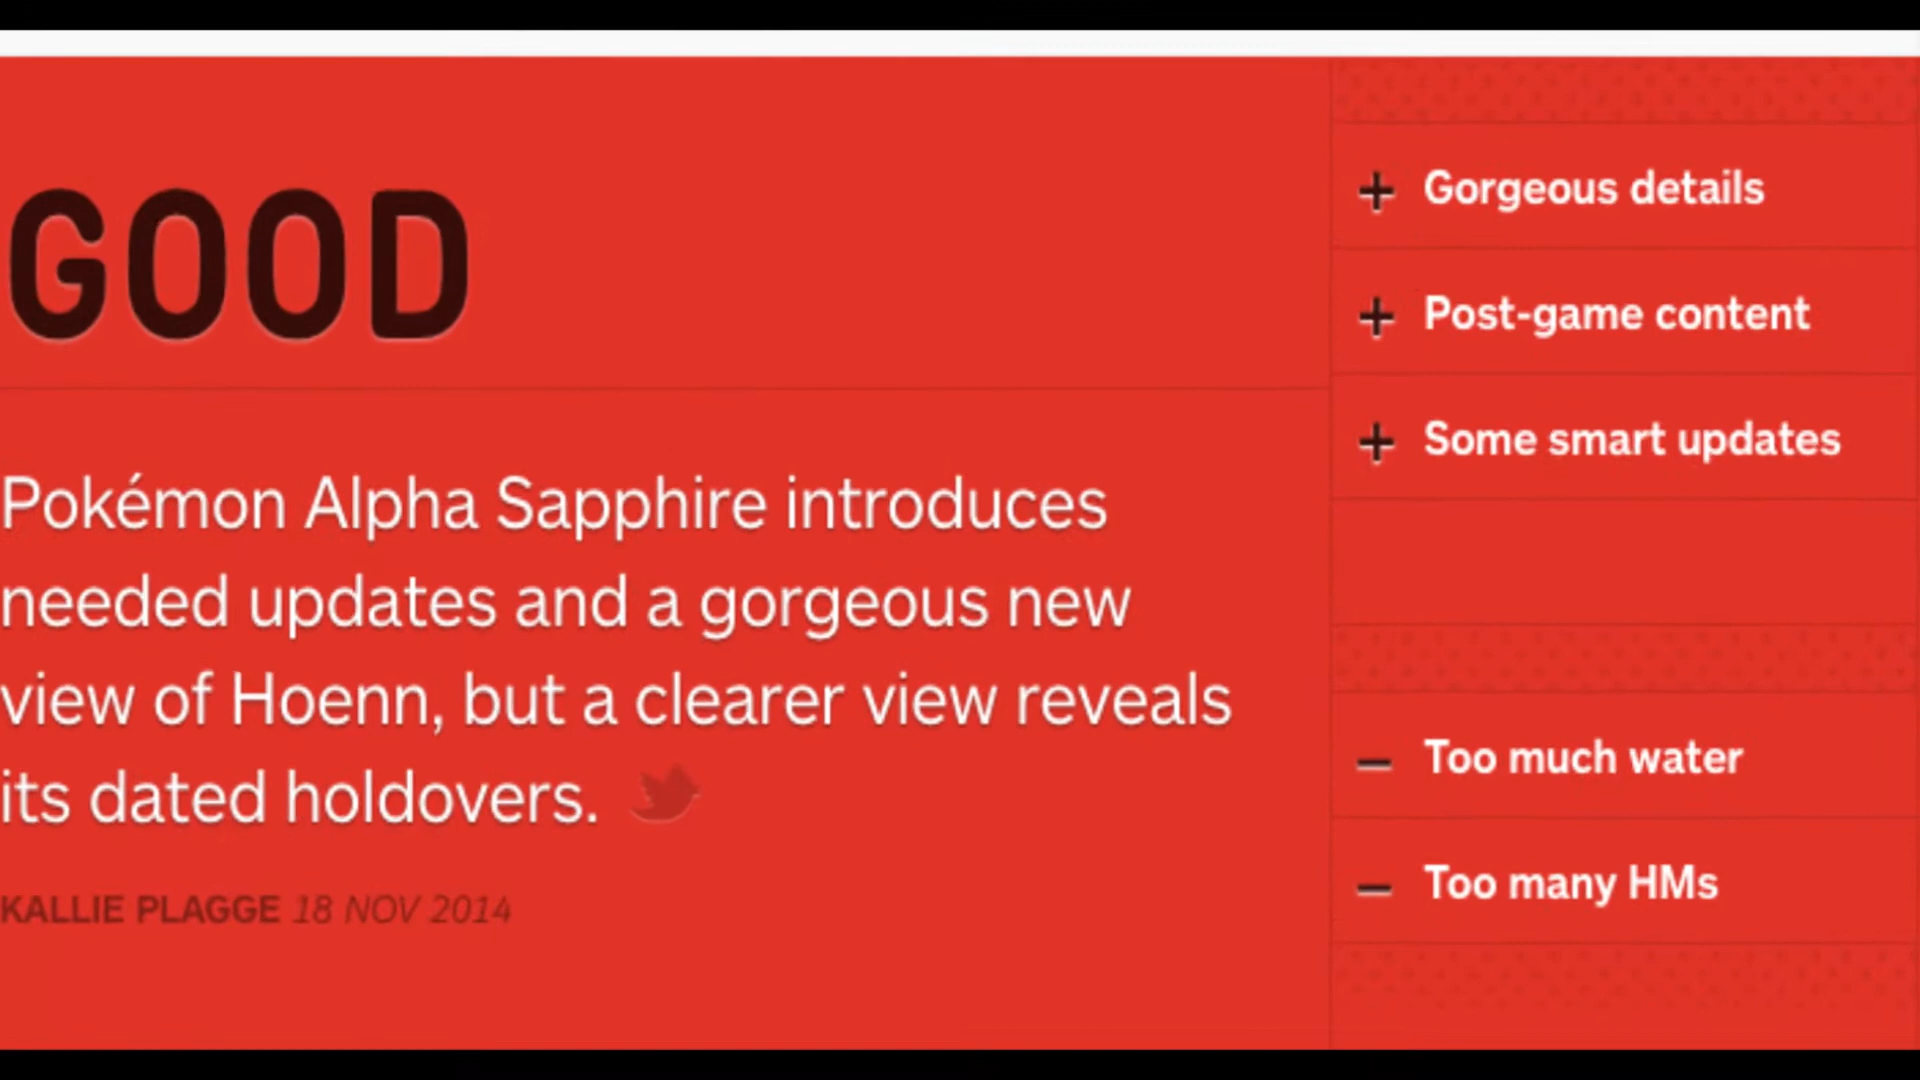 GOOD
Pokémon Alpha Sapphire introduces
needed updates and a gorgeous new
view of Hoenn, but a clearer view reveals
its dated holdovers.
KALLIE PLAGGE 18 NOV 2014
+ Gorgeous details
+ Post-game content
+ Some smart updates
– Too much water
– Too many HMs